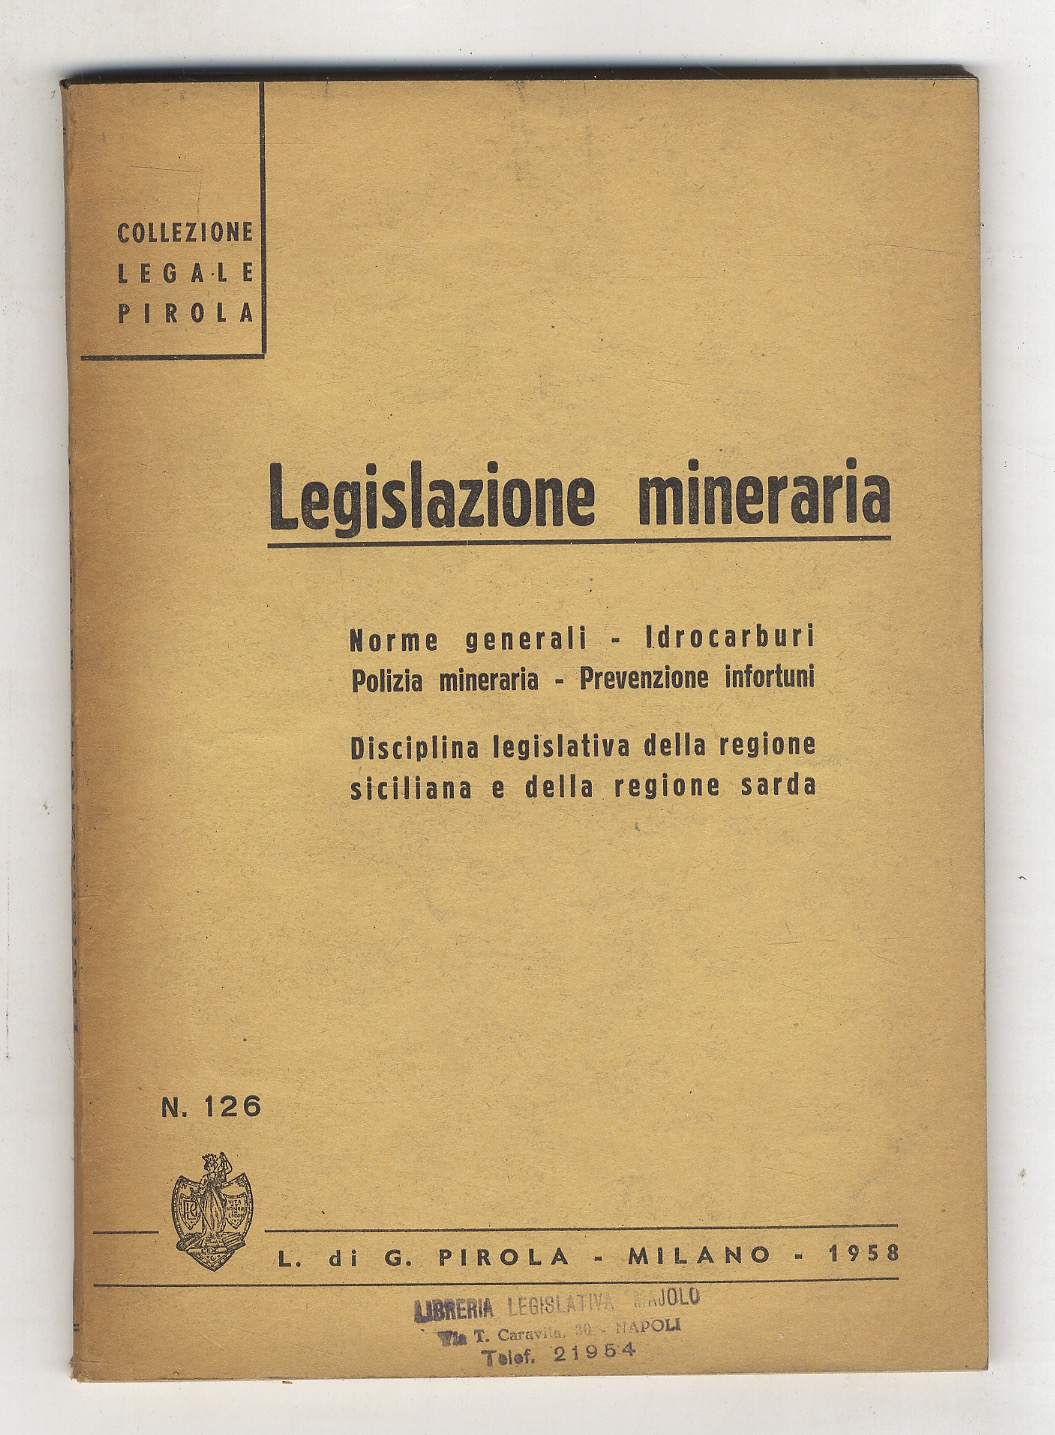 COLLEZIONE
LEGALE
PIROLA
Legislazione mineraria
Norme generali - Idrocarburi
Polizia mineraria - Prevenzione infortuni
Disciplina legislativa della regione
siciliana e della regione sarda
N. 126
L. di G. PIROLA - MILANO - 1958
LIBRERIA LEGISLATIVA MAJOLO
Via T. Caravita, 30 - NAPOLI
Telef. 21954